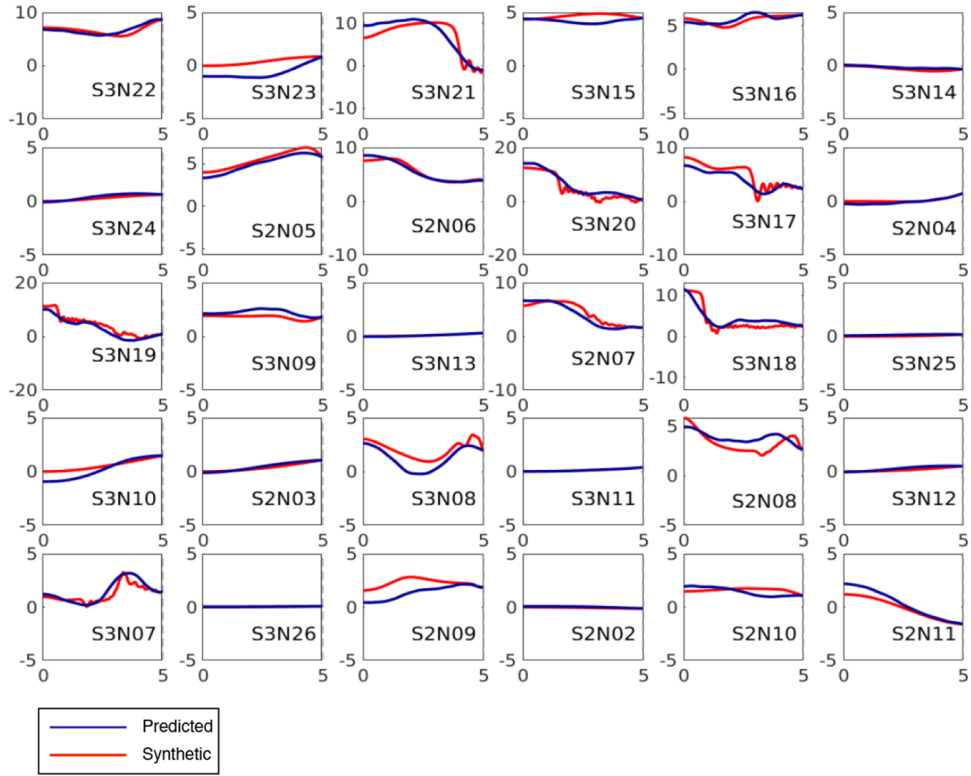 10 5 10 5 5 5
0 0 0 0 0 0
S3N22 S3N23 S3N21 S3N15 S3N16 S3N14
-10 -5 -10 -5 -5 -5
0 5 0 5 0 5 0 5 0 5 0 5
5 5 10 20 10 5
0 0 0 0 0 0
S3N24 S2N05 S2N06 S3N20 S3N17 S2N04
-5 -5 -10 -20 -10 -5
0 5 0 5 0 5 0 5 0 5 0 5
20 5 5 10 10 5
0 0 0 0 0 0
S3N19 S3N09 S3N13 S2N07 S3N18 S3N25
-20 -5 -5 -10 -10 -5
0 5 0 5 0 5 0 5 0 5 0 5
5 5 5 5 5 5
0 0 0 0 0 0
S3N10 S2N03 S3N08 S3N11 S2N08 S3N12
-5 -5 -5 -5 -5 -5
0 5 0 5 0 5 0 5 0 5 0 5
5 5 5 5 5 5
0 0 0 0 0 0
S3N07 S3N26 S2N09 S2N02 S2N10 S2N11
-5 -5 -5 -5 -5 -5
0 5 0 5 0 5 0 5 0 5 0 5
Predicted
Synthetic